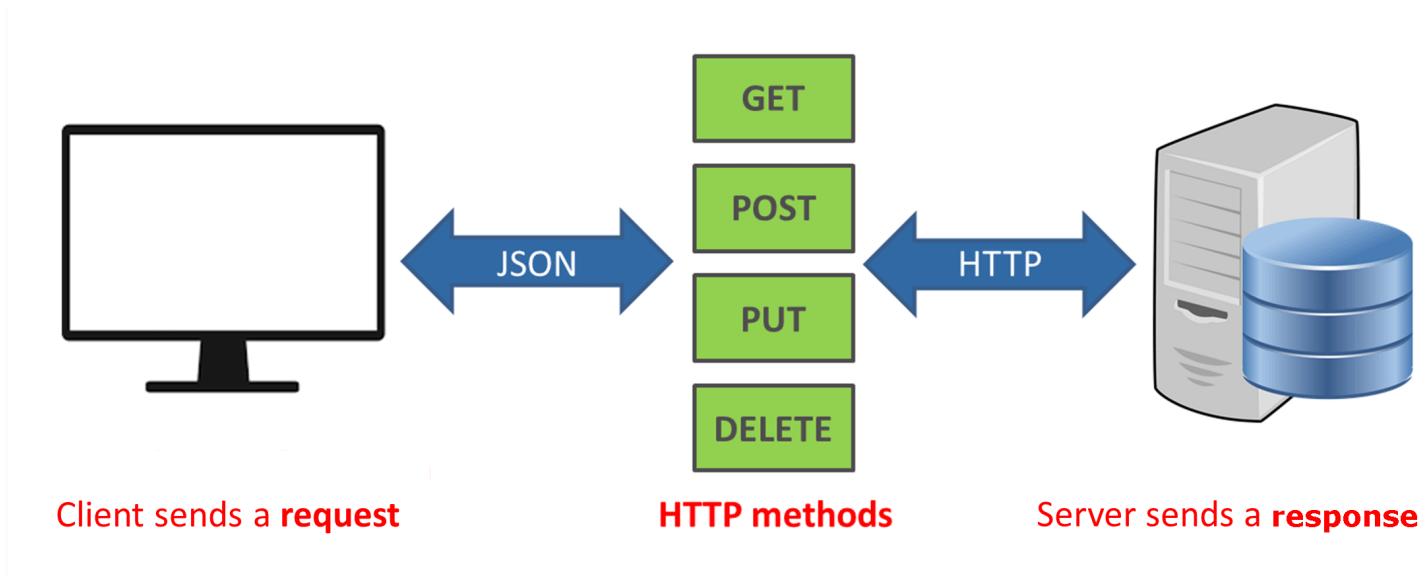 GET
POST
JSON
HTTP
PUT
DELETE
Client sends a request
HTTP methods
Server sends a response